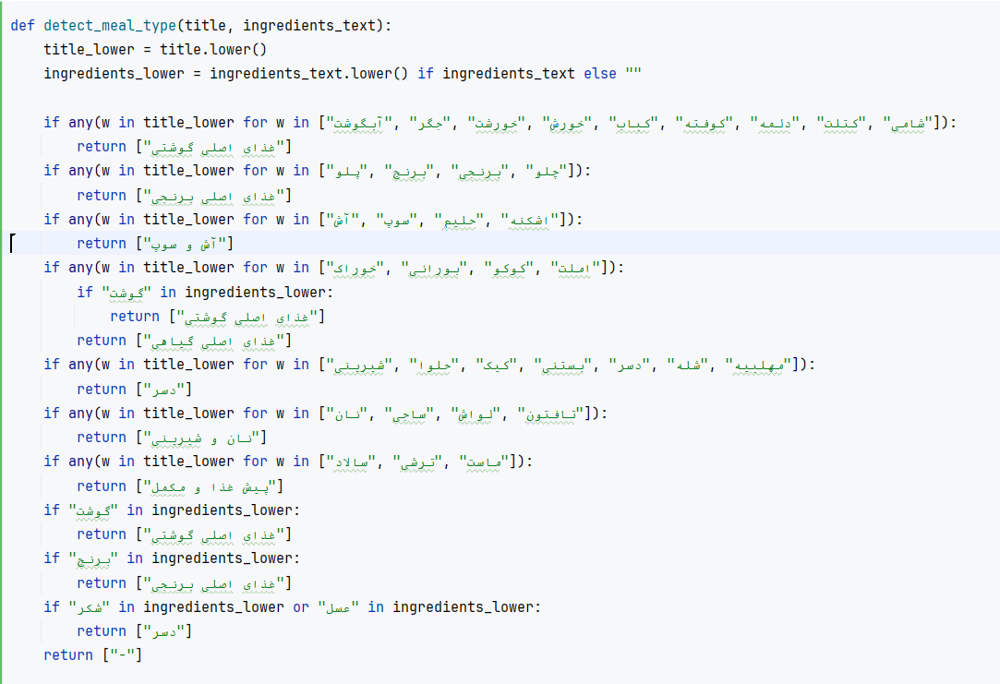 def detect_meal_type(title, ingredients_text):
    title_lower = title.lower()
    ingredients_lower = ingredients_text.lower() if ingredients_text else ""
    if any(w in title_lower for w in ["آبگوشت", "جگر", "خورشت", "خورش", "کباب", "کوفته", "دلمه", "کتلت", "شامی"]):
        return ["غذای اصلی گوشتی"]
    if any(w in title_lower for w in ["پلو", "برنج", "برنجی", "چلو"]):
        return ["غذای اصلی برنجی"]
    if any(w in title_lower for w in ["آش", "سوپ", "حلیم", "اشکنه"]):
        return ["آش و سوپ"]
    if any(w in title_lower for w in ["خوراک", "بورانی", "کوکو", "املت"]):
        if "گوشت" in ingredients_lower:
            return ["غذای اصلی گوشتی"]
        return ["غذای اصلی گیاهی"]
    if any(w in title_lower for w in ["شیرینی", "حلوا", "کیک", "بستنی", "دسر", "شله", "مهلبیه"]):
        return ["دسر"]
    if any(w in title_lower for w in ["نان", "ساجی", "لواش", "تافتون"]):
        return ["نان و شیرینی"]
    if any(w in title_lower for w in ["سالاد", "ترشی", "ماست"]):
        return ["پیش غذا و مکمل"]
    if "گوشت" in ingredients_lower:
        return ["غذای اصلی گوشتی"]
    if "برنج" in ingredients_lower:
        return ["غذای اصلی برنجی"]
    if "شکر" in ingredients_lower or "عسل" in ingredients_lower:
        return ["دسر"]
    return ["-"]